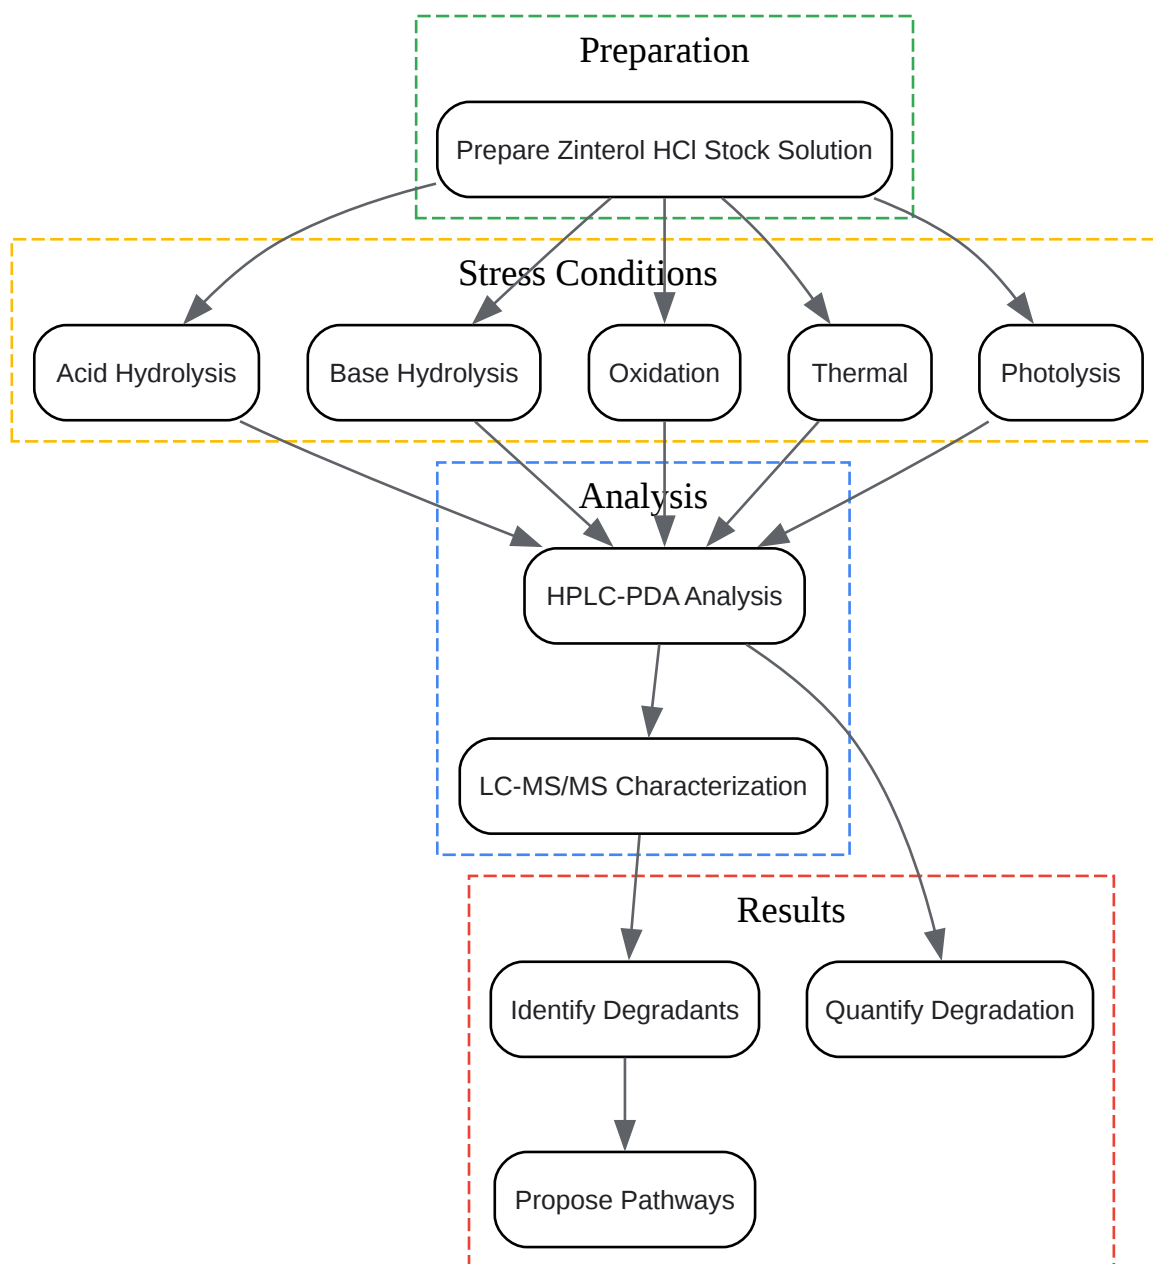 Preparation
Prepare Zinterol HCl Stock Solution
Stress Conditions
Acid Hydrolysis
Base Hydrolysis
Oxidation
Thermal
Photolysis
Analysis
HPLC-PDA Analysis
LC-MS/MS Characterization
Results
Identify Degradants
Quantify Degradation
Propose Pathways